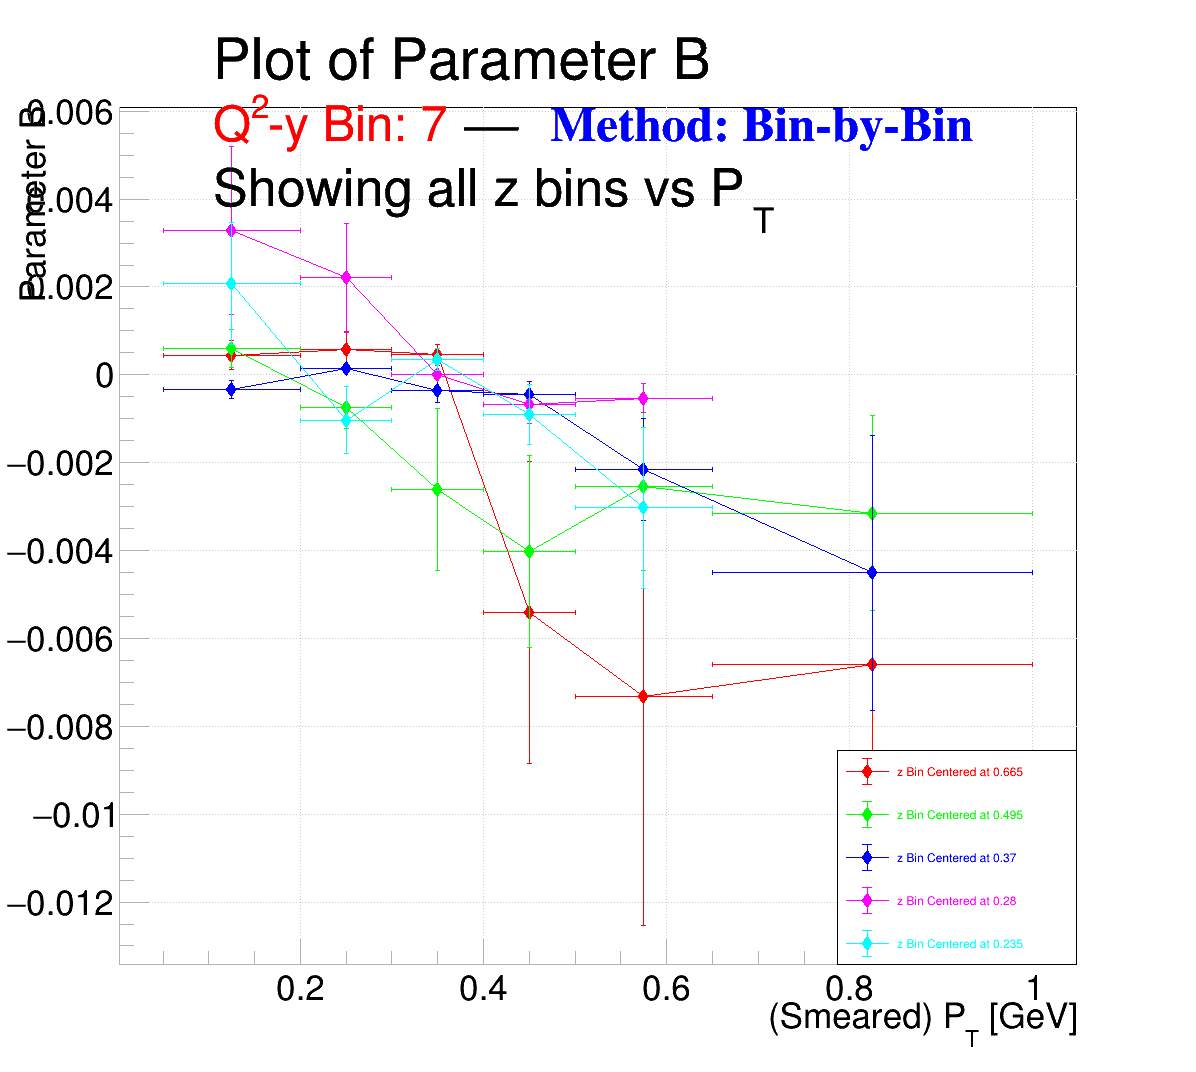 Plot of Parameter B
Q²-y Bin: 7 — Method: Bin-by-Bin
Showing all z bins vs P_T
Parameter B
0.006
0.004
0.002
0
−0.002
−0.004
−0.006
−0.008
−0.01
−0.012
z Bin Centered at 0.665
z Bin Centered at 0.495
z Bin Centered at 0.37
z Bin Centered at 0.28
z Bin Centered at 0.235
0.2 0.4 0.6 0.8 1
(Smeared) P_T [GeV]